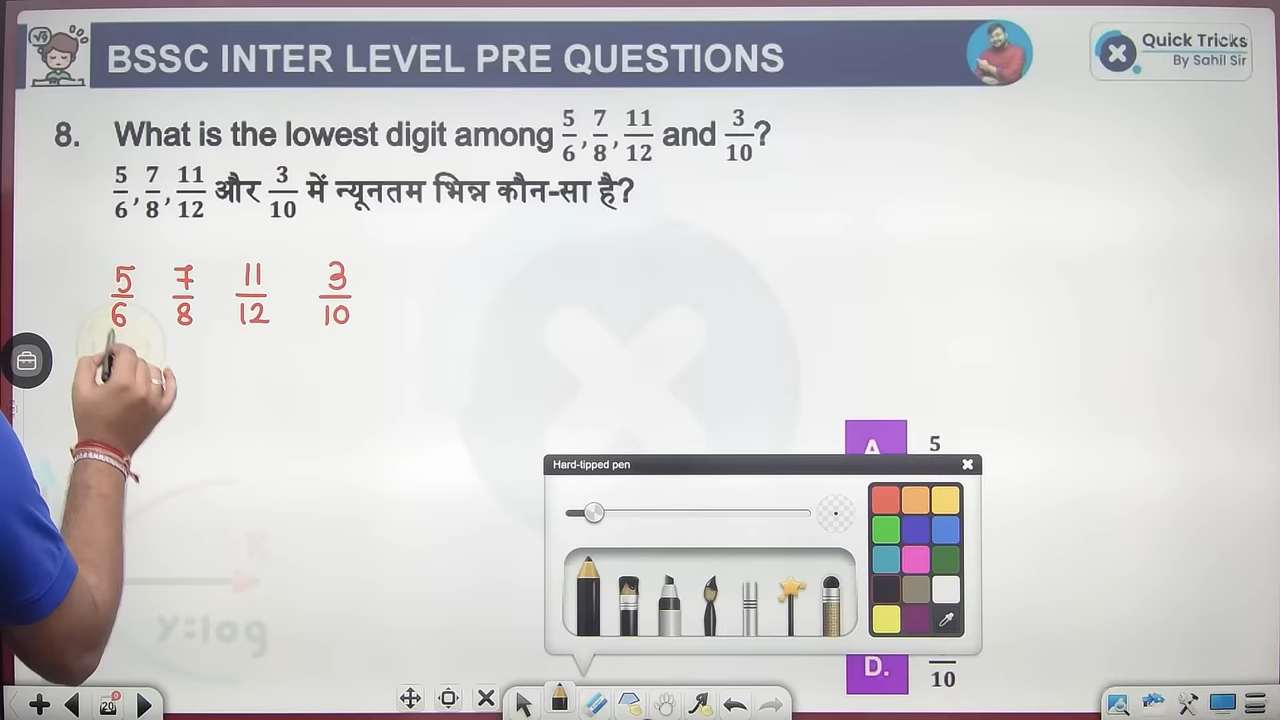 BSSC INTER LEVEL PRE QUESTIONS
Quick Tricks
By Sahil Sir
8. What is the lowest digit among 5/6, 7/8, 11/12 and 3/10?
5/6, 7/8, 11/12 और 3/10 में न्यूनतम भिन्न कौन-सा है?
5/6 7/8 11/12 3/10
A 5
Hard-tipped pen
y=log
D. 10
20